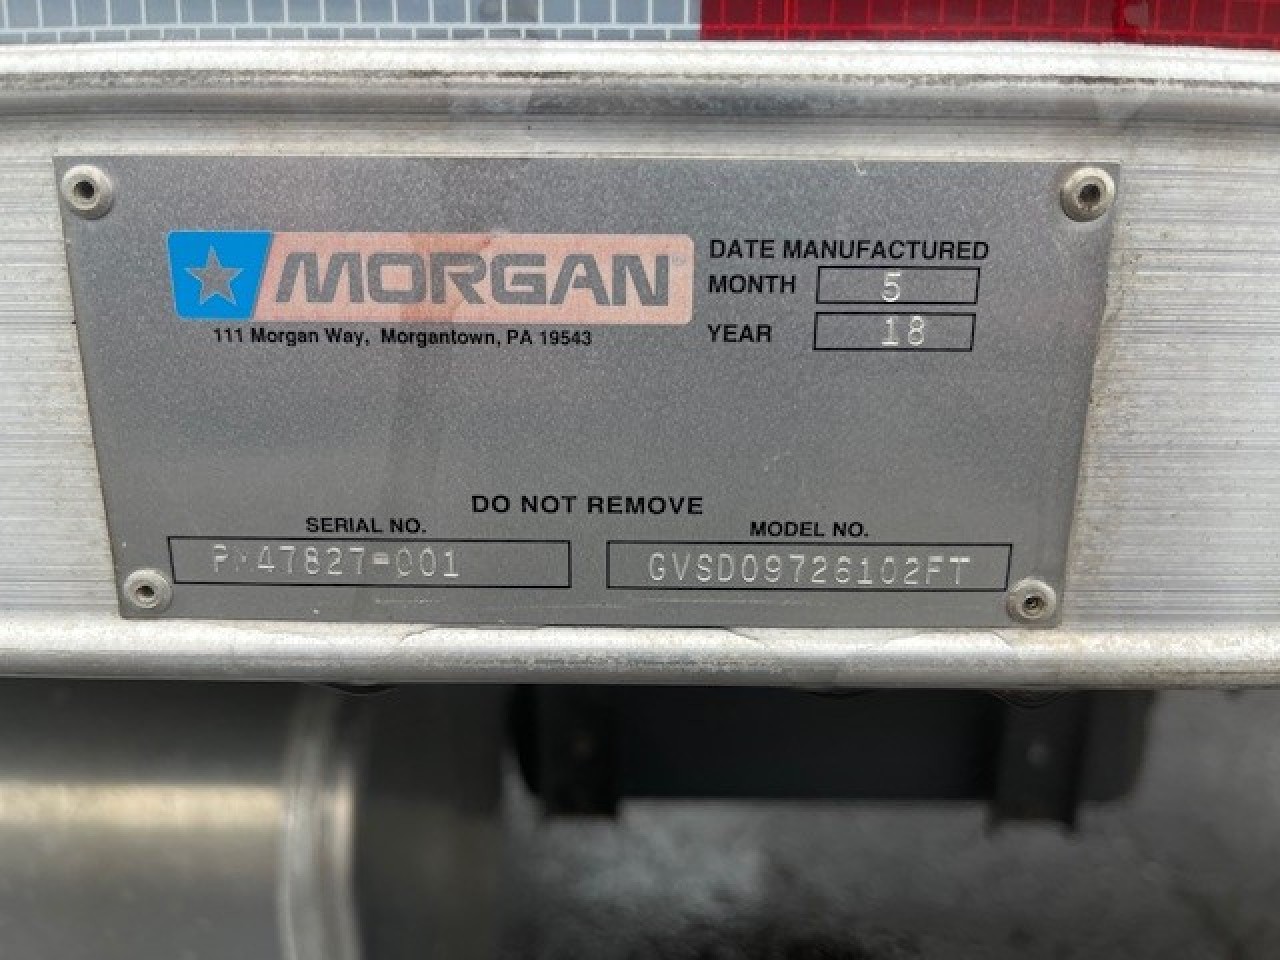 MORGAN
111 Morgan Way, Morgantown, PA 19543
DATE MANUFACTURED
MONTH 5
YEAR 18
DO NOT REMOVE
SERIAL NO.
MODEL NO.
GVSD09726102FT